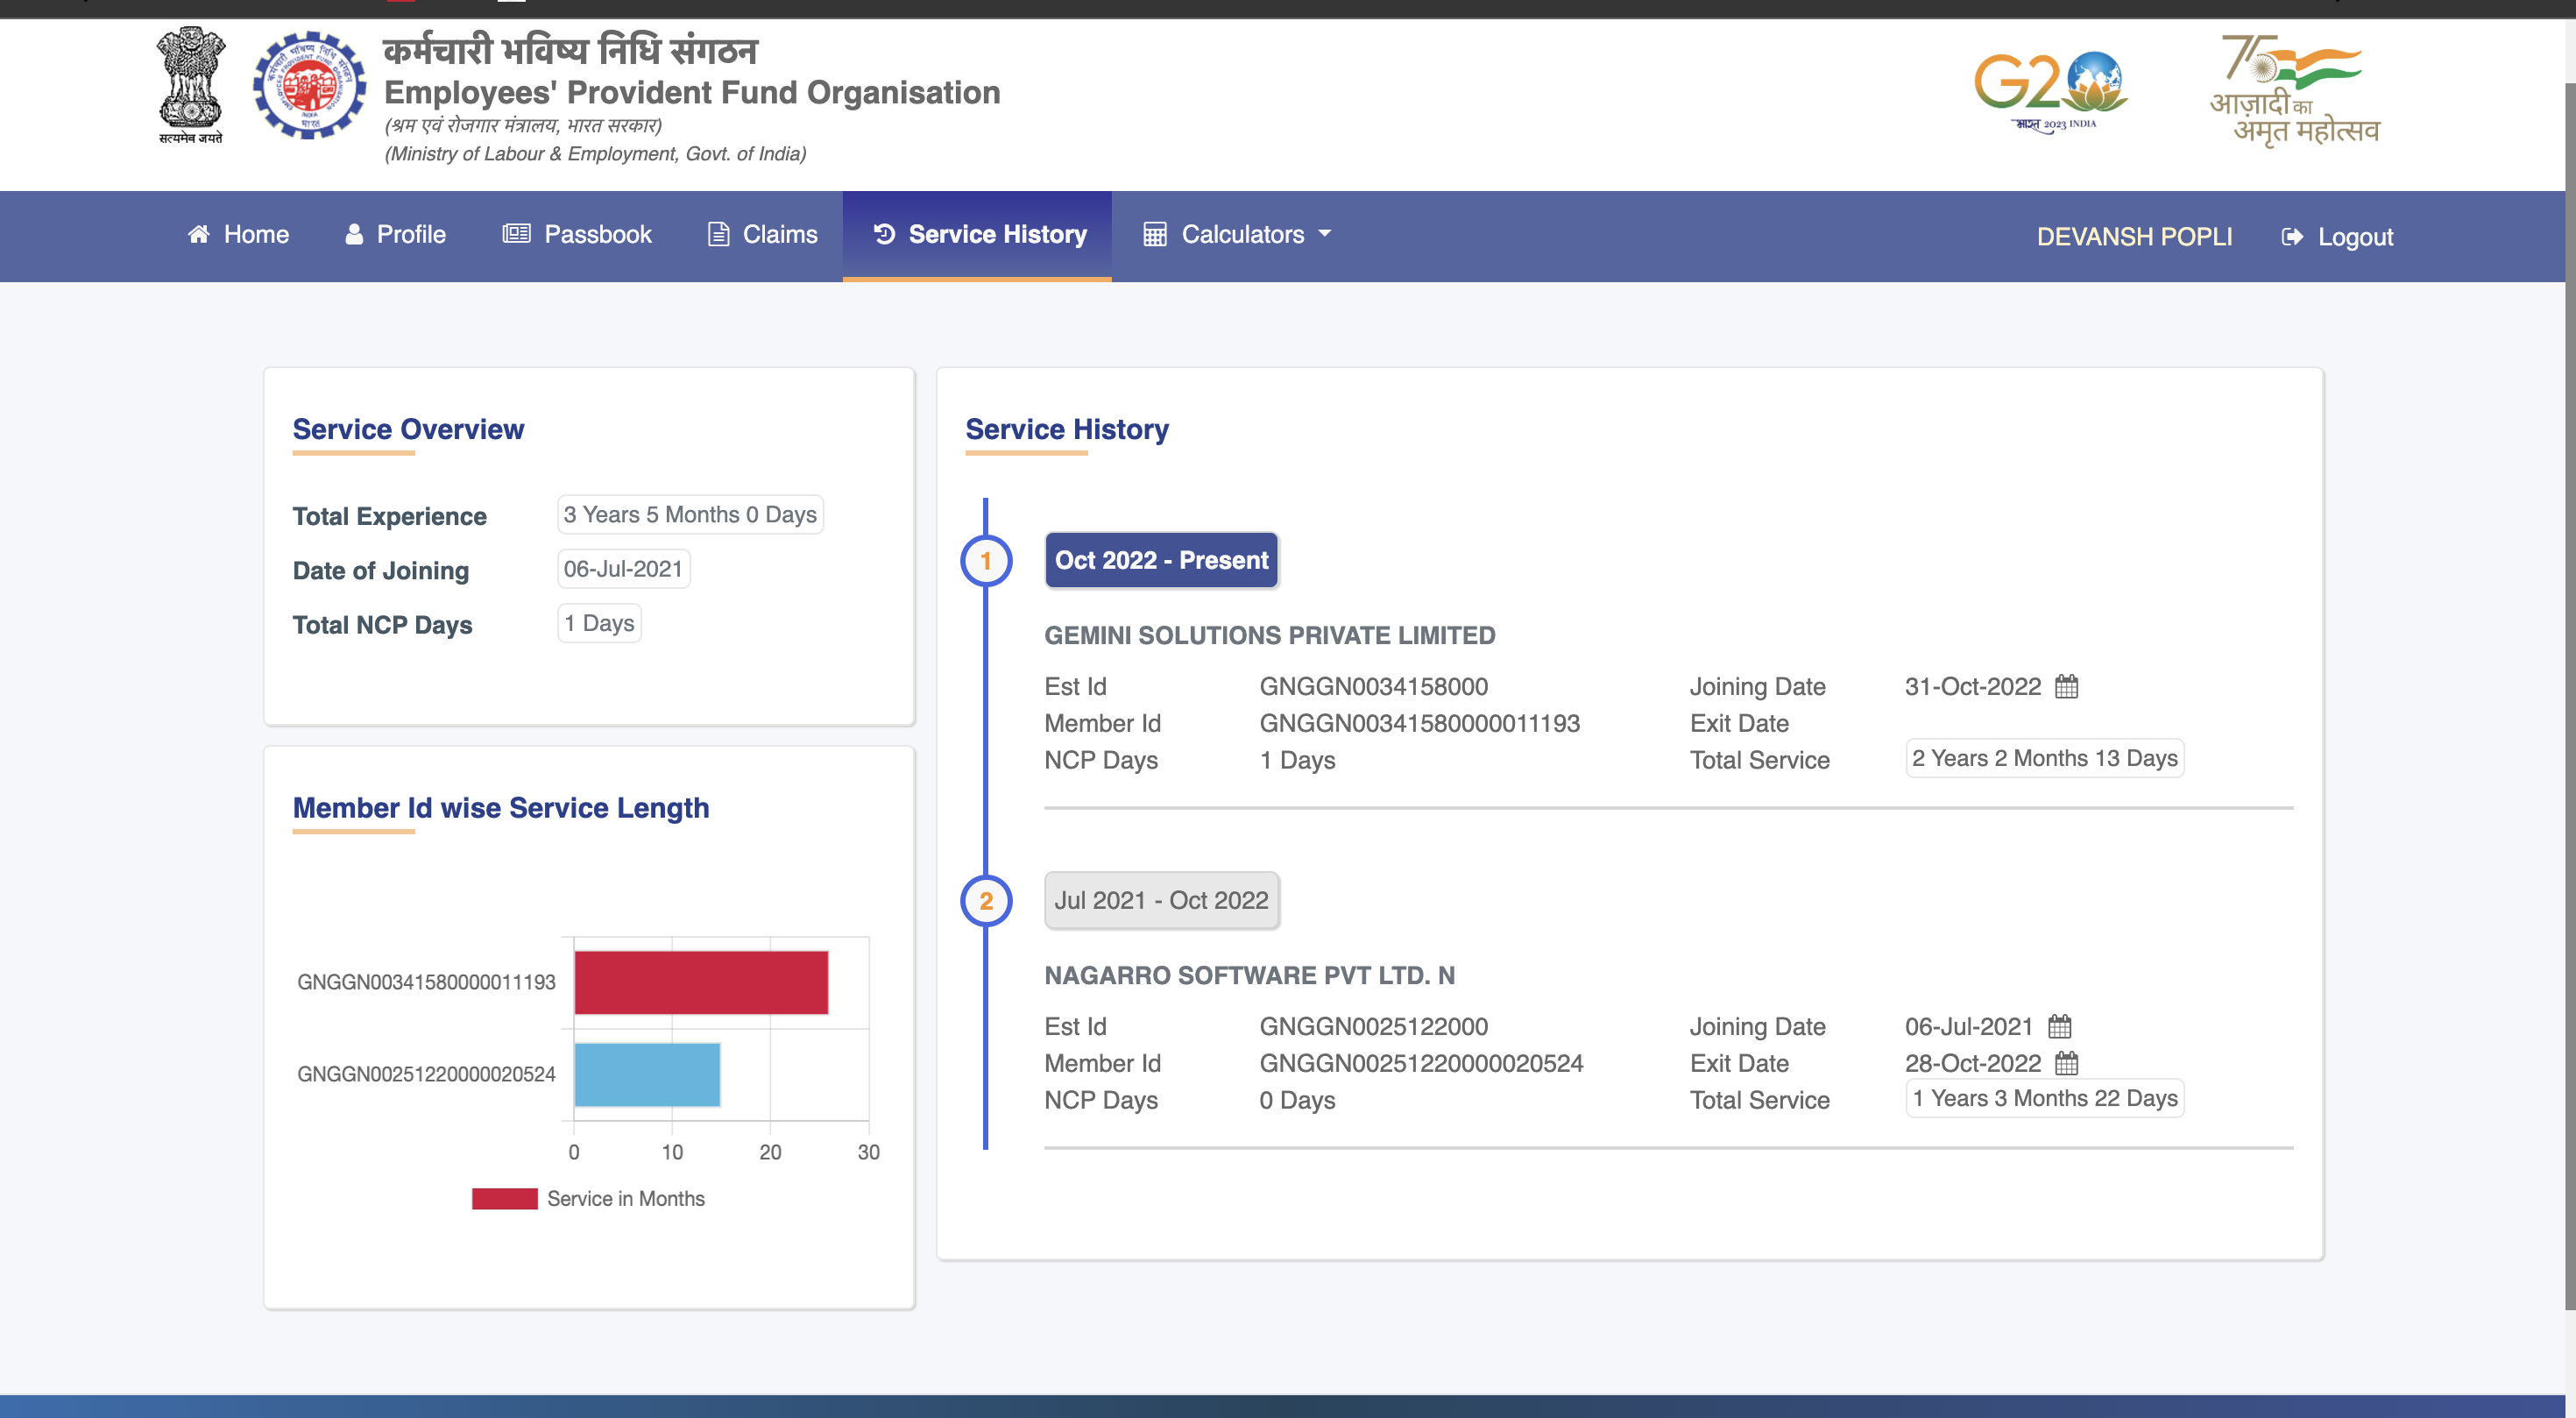 सत्यमेव जयते
कर्मचारी भविष्य निधि संगठन
Employees' Provident Fund Organisation
(श्रम एवं रोजगार मंत्रालय, भारत सरकार)
(Ministry of Labour & Employment, Govt. of India)
G20
भारत 2023 INDIA
75
आज़ादी का
अमृत महोत्सव
Home
Profile
Passbook
Claims
Service History
Calculators
DEVANSH POPLI
Logout
Service Overview
Total Experience 3 Years 5 Months 0 Days
Date of Joining 06-Jul-2021
Total NCP Days 1 Days
Member Id wise Service Length
GNGGN00341580000011193
GNGGN00251220000020524
0 10 20 30
Service in Months
Service History
1
Oct 2022 - Present
GEMINI SOLUTIONS PRIVATE LIMITED
Est Id GNGGN0034158000 Joining Date 31-Oct-2022
Member Id GNGGN00341580000011193 Exit Date
NCP Days 1 Days Total Service 2 Years 2 Months 13 Days
2
Jul 2021 - Oct 2022
NAGARRO SOFTWARE PVT LTD. N
Est Id GNGGN0025122000 Joining Date 06-Jul-2021
Member Id GNGGN00251220000020524 Exit Date 28-Oct-2022
NCP Days 0 Days Total Service 1 Years 3 Months 22 Days